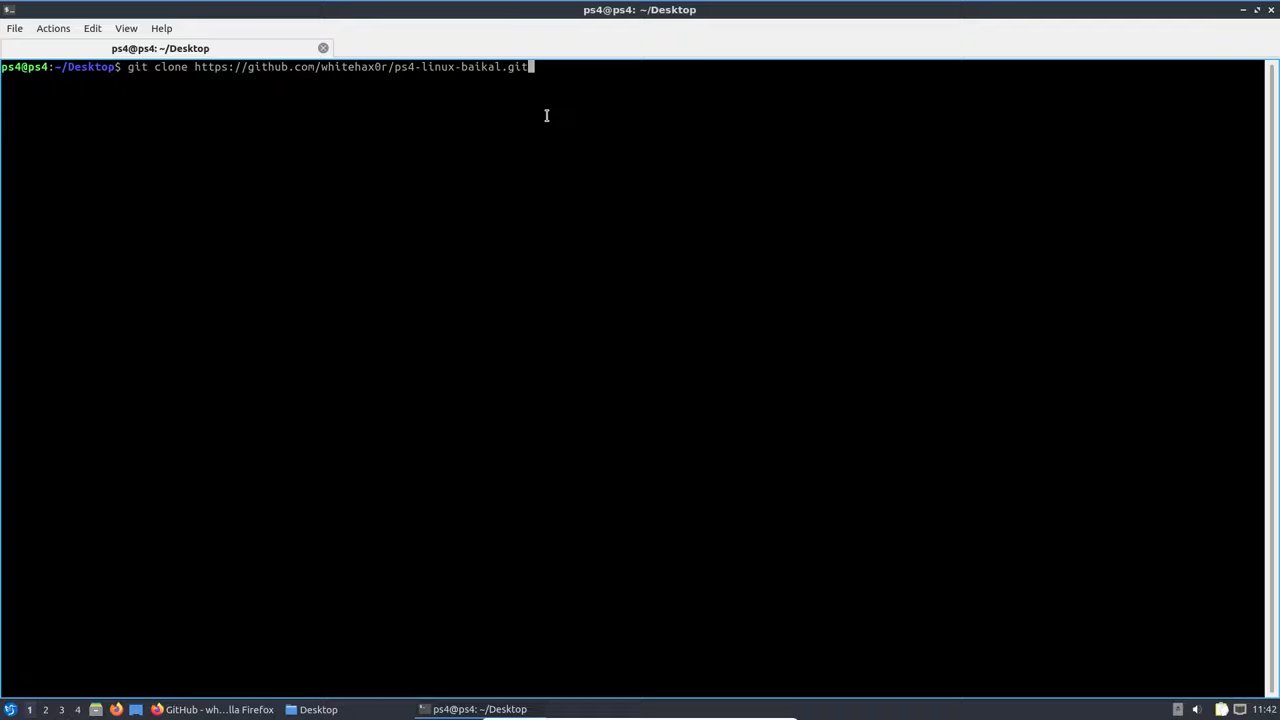 ps4@ps4: ~/Desktop
File Actions Edit View Help
ps4@ps4: ~/Desktop
ps4@ps4:~/Desktop$ git clone https://github.com/whitehax0r/ps4-linux-baikal.git
1 2 3 4 GitHub - wh...lla Firefox Desktop ps4@ps4: ~/Desktop 11:42